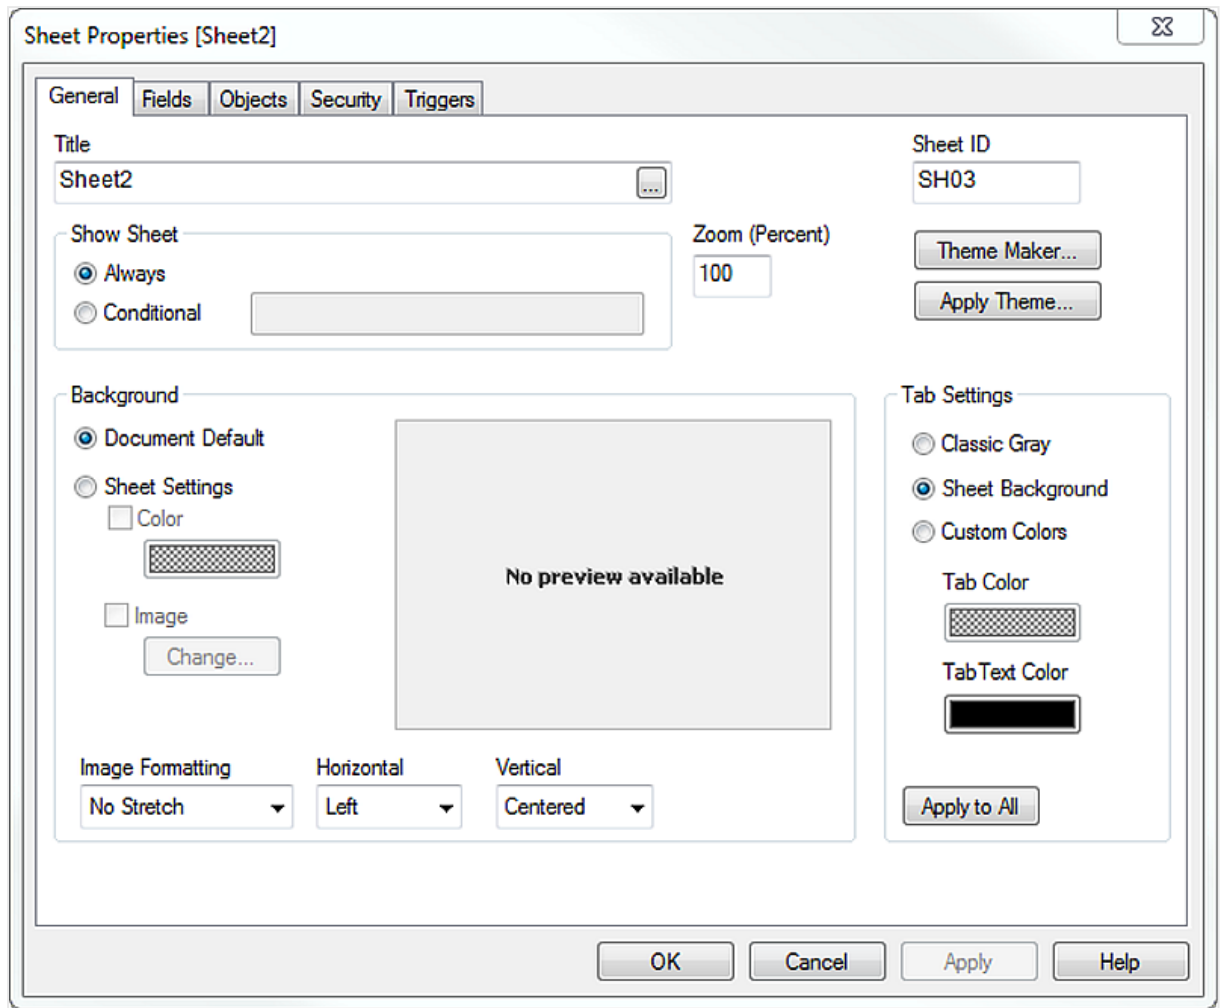 Sheet Properties [Sheet2]
General Fields Objects Security Triggers
Title
Sheet ID
Sheet2 ...
SH03
Show Sheet
Always
Conditional
Zoom (Percent)
100
Theme Maker...
Apply Theme...
Background
Document Default
Sheet Settings
Color
Image
Change...
No preview available
Image Formatting Horizontal Vertical
No Stretch Left Centered
Tab Settings
Classic Gray
Sheet Background
Custom Colors
Tab Color
Tab Text Color
Apply to All
OK Cancel Apply Help